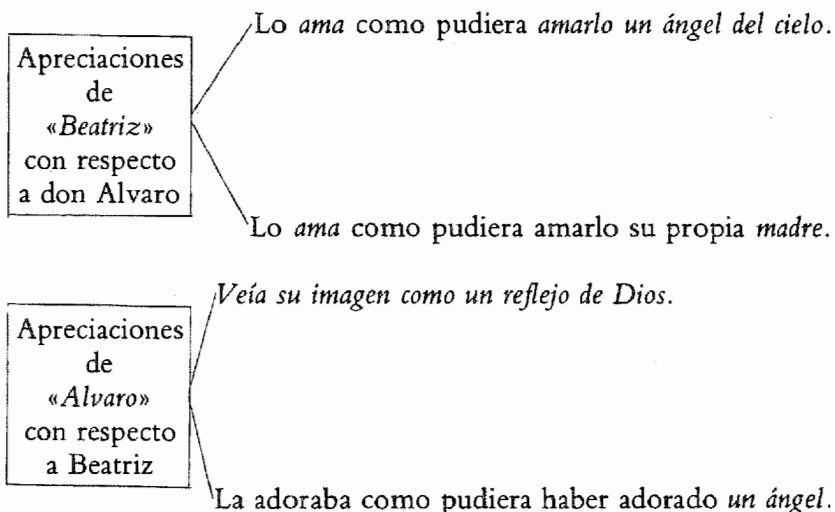 Lo ama como pudiera amarlo un ángel del cielo.
Apreciaciones
de
«Beatriz»
con respecto
a don Alvaro
Lo ama como pudiera amarlo su propia madre.
Veía su imagen como un reflejo de Dios.
Apreciaciones
de
«Alvaro»
con respecto
a Beatriz
La adoraba como pudiera haber adorado un ángel.